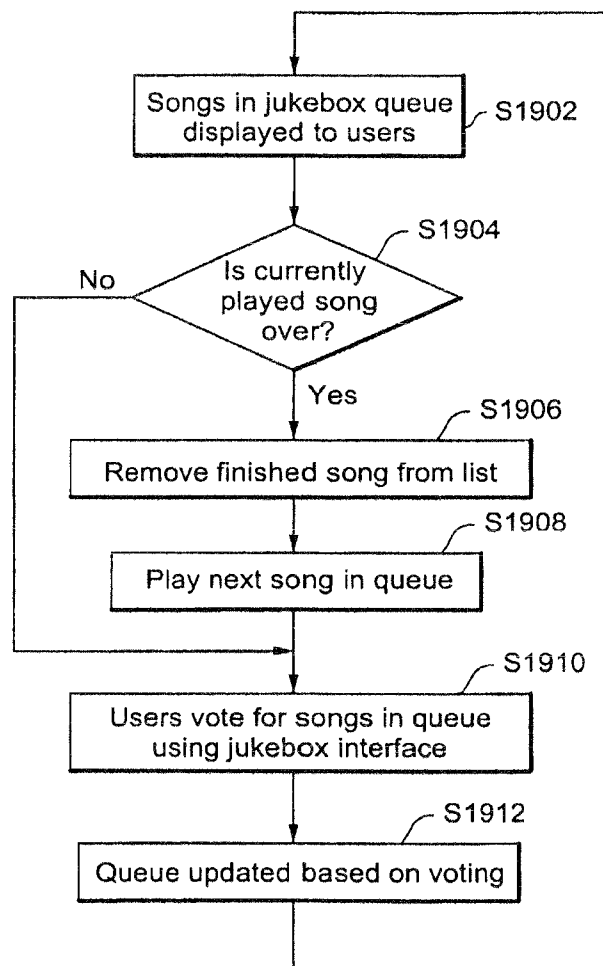 Songs in jukebox queue
displayed to users
S1902
S1904
No
Is currently
played song
over?
Yes
S1906
Remove finished song from list
S1908
Play next song in queue
S1910
Users vote for songs in queue
using jukebox interface
S1912
Queue updated based on voting